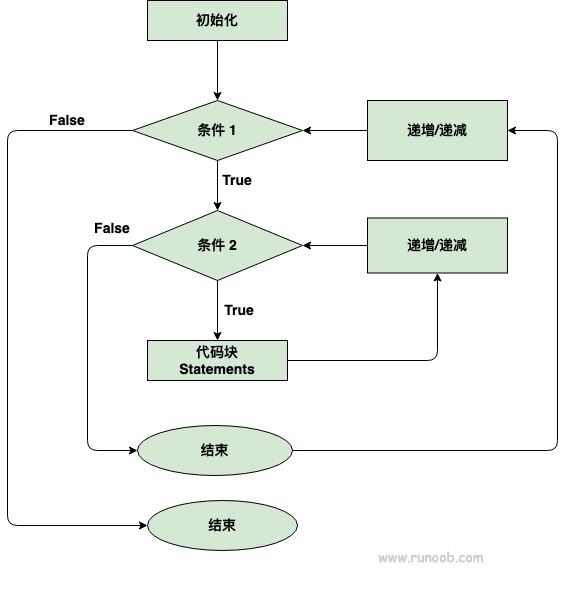 初始化
False
条件 1
递增/递减
True
False
条件 2
递增/递减
True
代码块
Statements
结束
结束
www.runoob.com